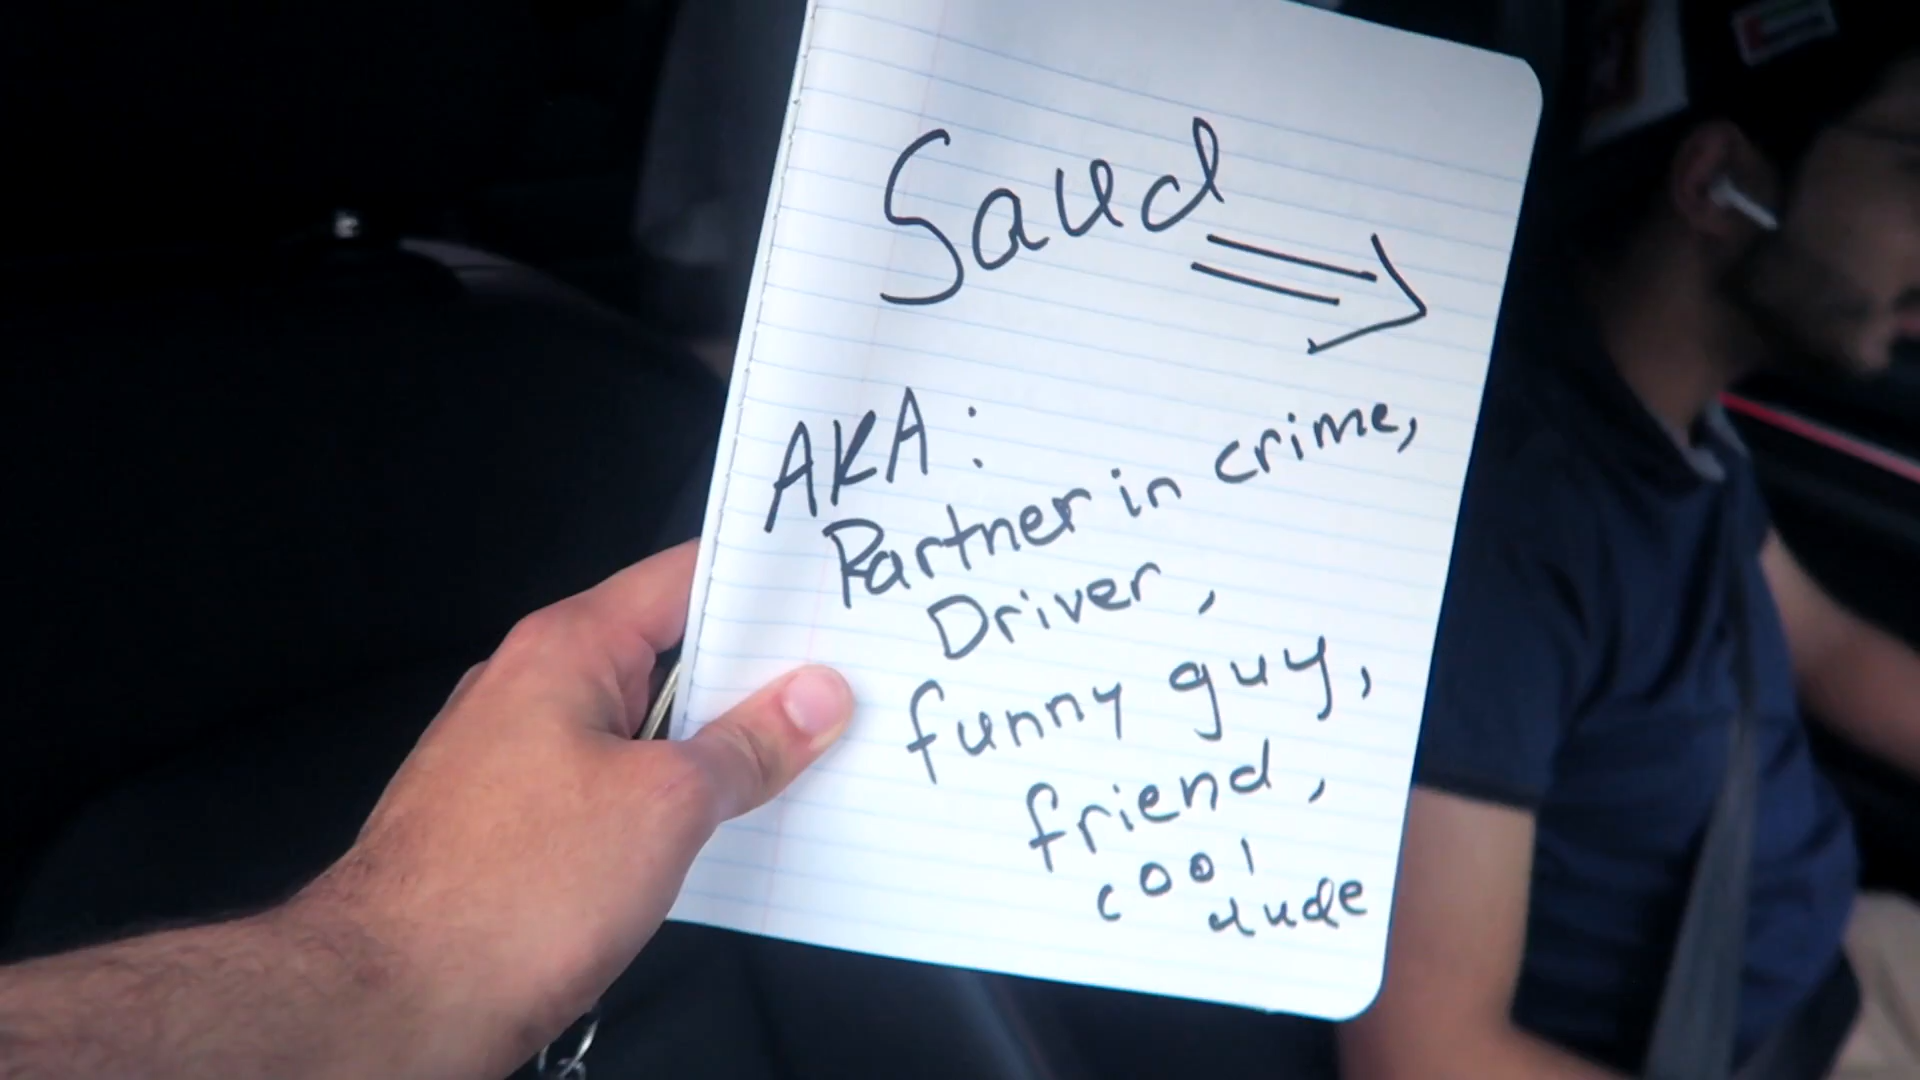 Saud
AKA:
Partner in crime,
Driver,
funny guy,
friend,
cool
dude